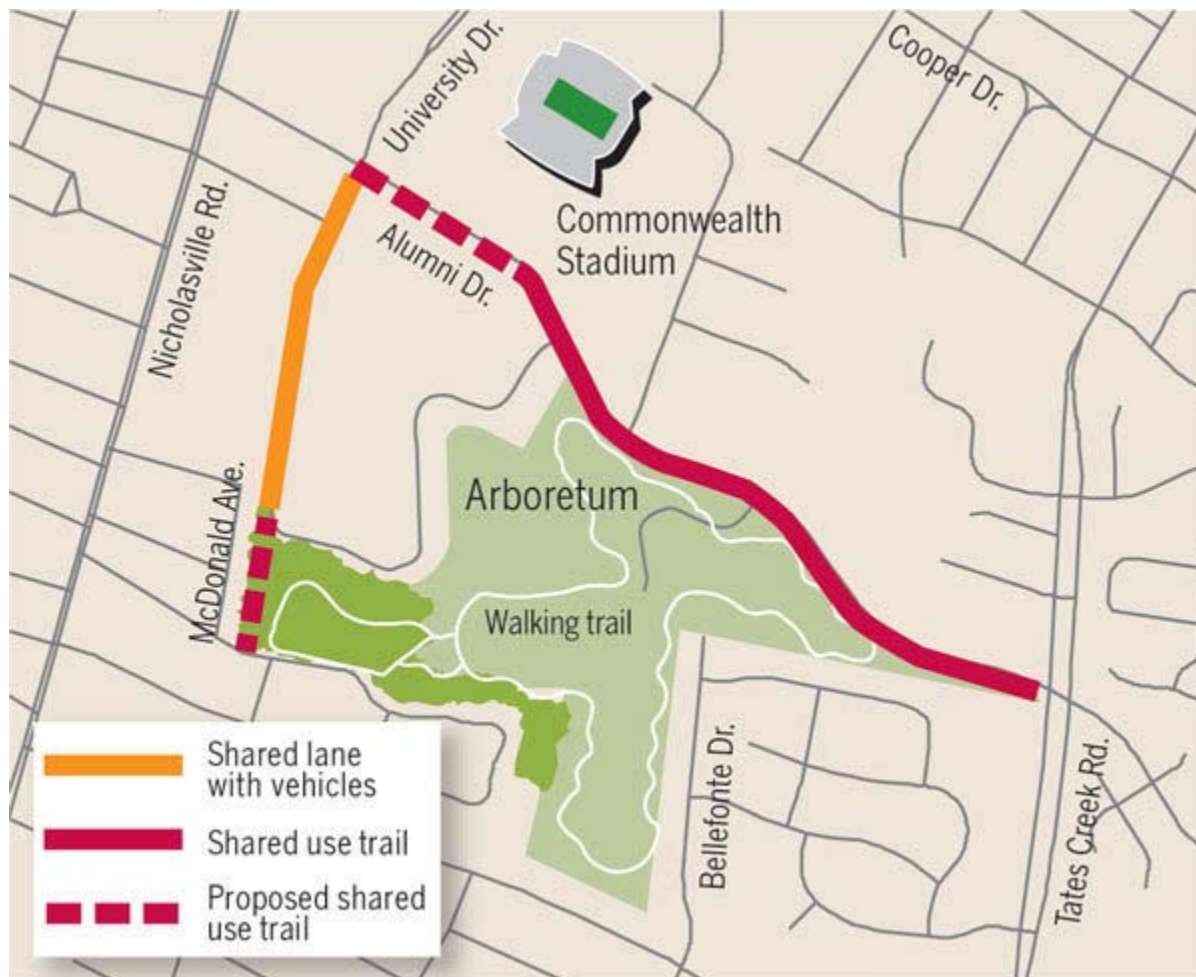 University Dr.
Cooper Dr.
Nicholasville Rd.
Commonwealth
Stadium
Alumni Dr.
McDonald Ave.
Arboretum
Walking trail
Bellefonte Dr.
Tates Creek Rd.
Shared lane
with vehicles
Shared use trail
Proposed shared
use trail